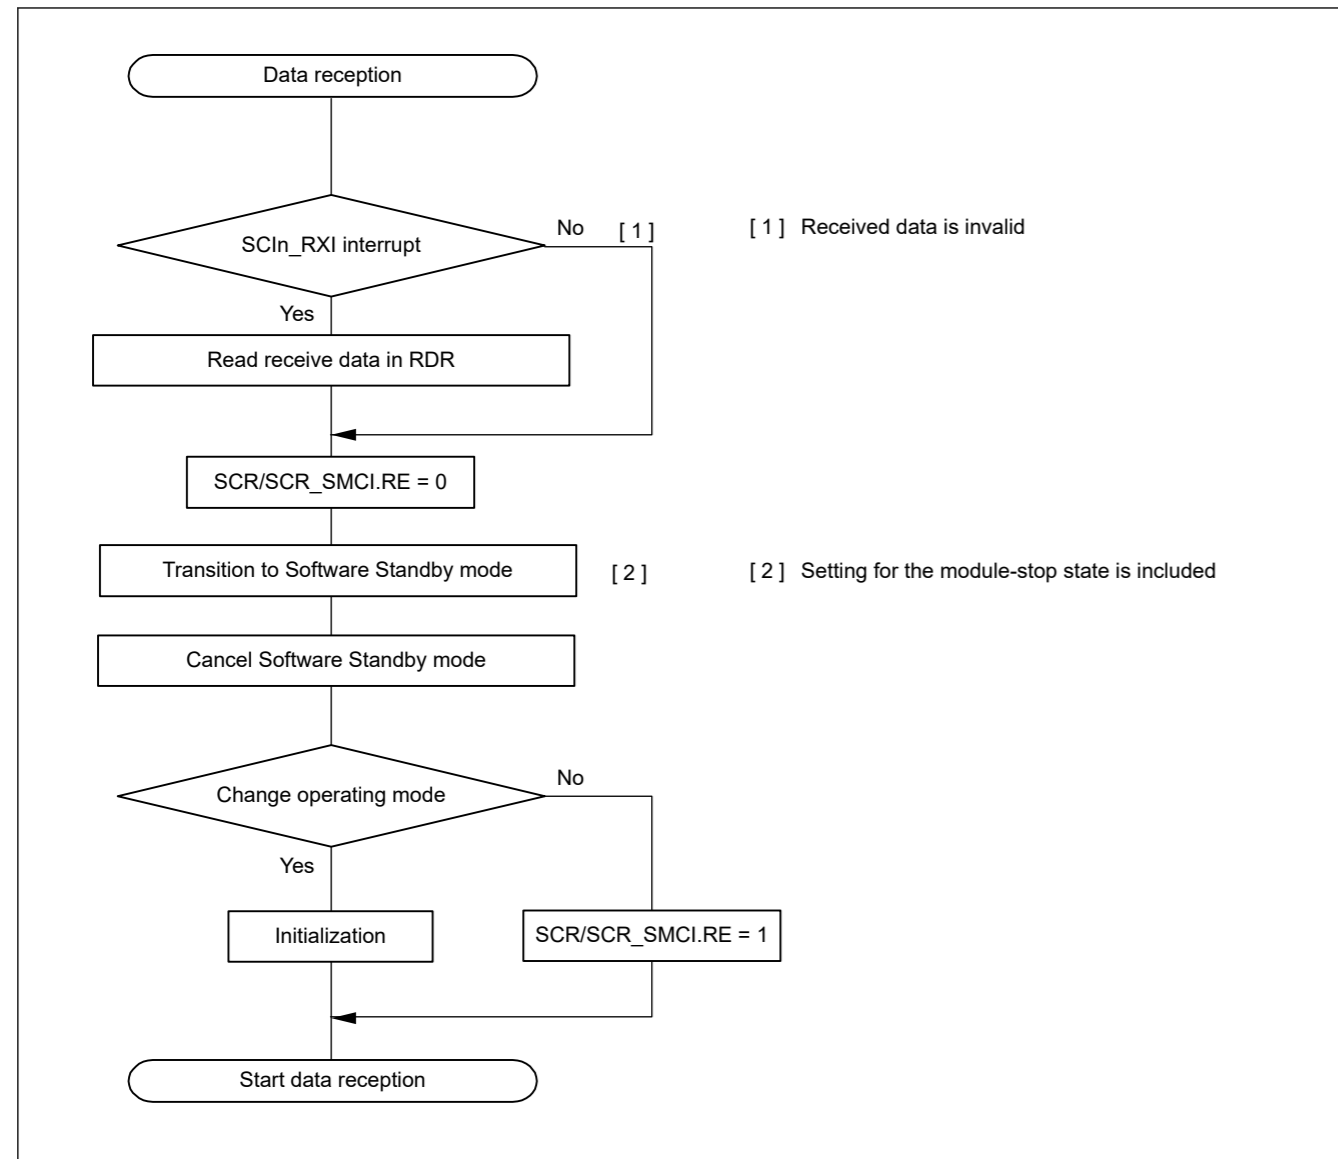 Data reception
SCIn_RXI interrupt
No
[ 1 ]
[ 1 ] Received data is invalid
Yes
Read receive data in RDR
SCR/SCR_SMCI.RE = 0
Transition to Software Standby mode
[ 2 ]
[ 2 ] Setting for the module-stop state is included
Cancel Software Standby mode
Change operating mode
No
Yes
Initialization
SCR/SCR_SMCI.RE = 1
Start data reception